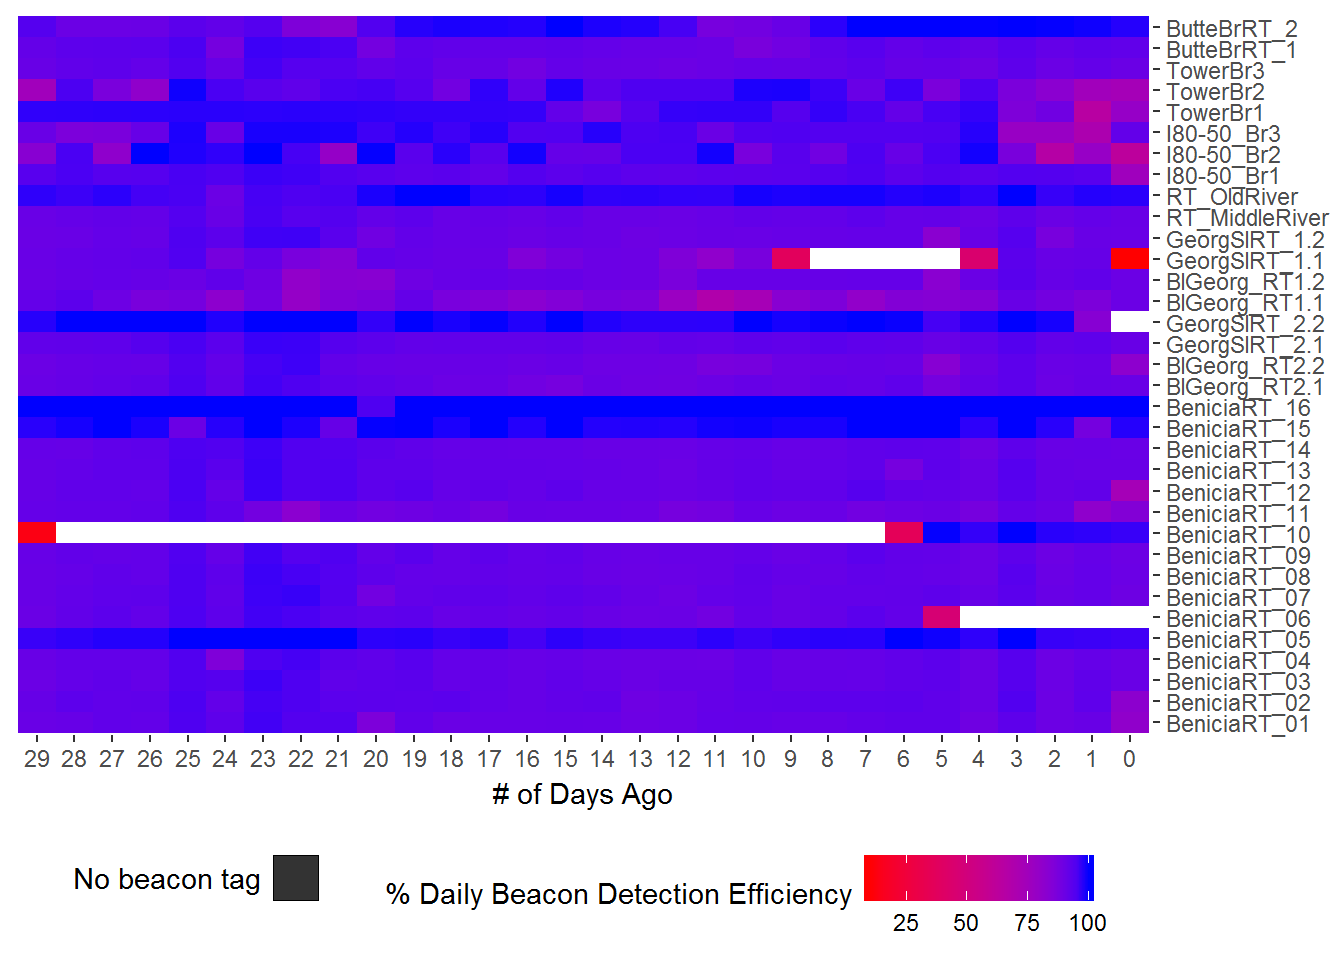 ButteBrRT_2
ButteBrRT_1
TowerBr3
TowerBr2
TowerBr1
I80-50_Br3
I80-50_Br2
I80-50_Br1
RT_OldRiver
RT_MiddleRiver
GeorgSlRT_1.2
GeorgSlRT_1.1
BlGeorg_RT1.2
BlGeorg_RT1.1
GeorgSlRT_2.2
GeorgSlRT_2.1
BlGeorg_RT2.2
BlGeorg_RT2.1
BeniciaRT_16
BeniciaRT_15
BeniciaRT_14
BeniciaRT_13
BeniciaRT_12
BeniciaRT_11
BeniciaRT_10
BeniciaRT_09
BeniciaRT_08
BeniciaRT_07
BeniciaRT_06
BeniciaRT_05
BeniciaRT_04
BeniciaRT_03
BeniciaRT_02
BeniciaRT_01
29 28 27 26 25 24 23 22 21 20 19 18 17 16 15 14 13 12 11 10 9 8 7 6 5 4 3 2 1 0
# of Days Ago
No beacon tag
% Daily Beacon Detection Efficiency
25 50 75 100